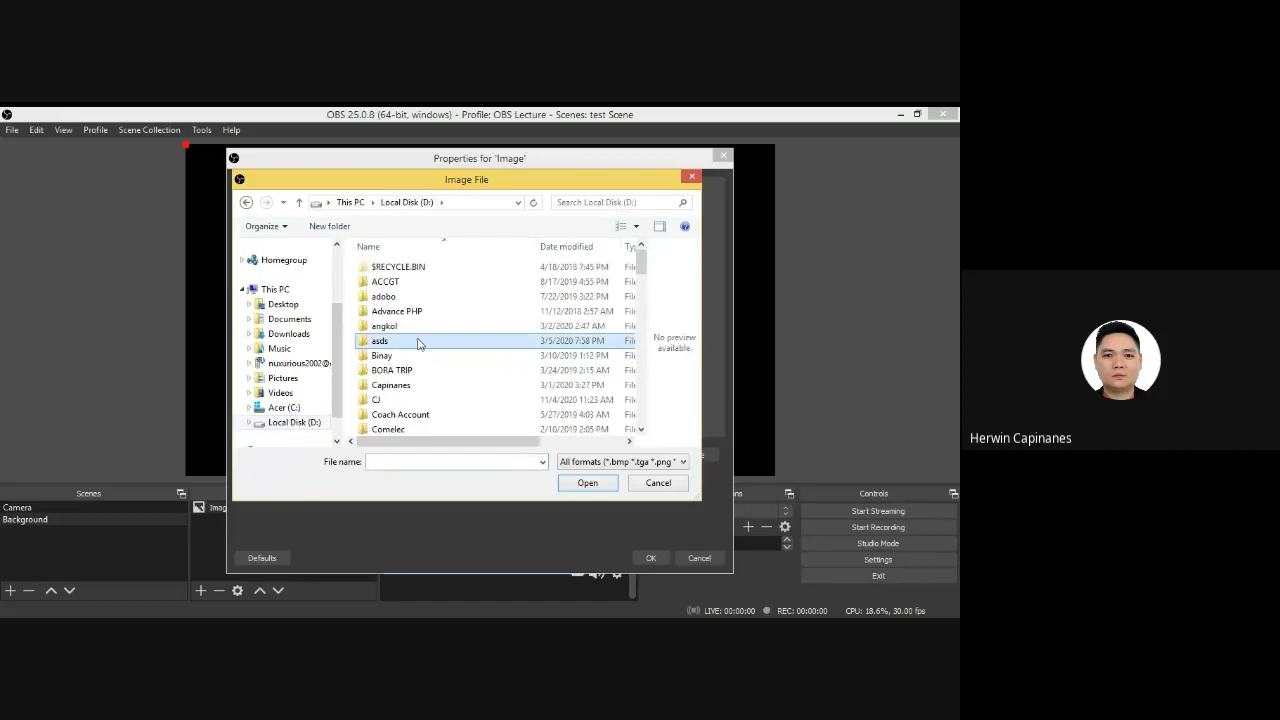 OBS 25.0.8 (64-bit, windows) - Profile: OBS Lecture - Scenes: test Scene
File Edit View Profile Scene Collection Tools Help
Properties for 'Image'
Image File
This PC Local Disk (D:)
Search Local Disk (D:)
Organize New folder
Name Date modified
Homegroup
This PC
Desktop
Documents
Downloads
Music
nuxurious2002@
Pictures
Videos
Acer (C:)
Local Disk (D:)
$RECYCLE.BIN 4/18/2018 7:45 PM
ACCGT 8/17/2019 4:55 PM
adobo 7/22/2019 3:22 PM
Advance PHP 11/12/2018 2:57 AM
angkol 3/2/2020 2:47 AM
asds 3/5/2020 7:58 PM
Binay 3/10/2019 1:12 PM
BORA TRIP 3/24/2019 2:15 AM
Capinanes 3/1/2020 3:27 PM
CJ 11/4/2020 11:23 AM
Coach Account 5/27/2019 4:03 AM
Comelec 2/10/2019 2:05 PM
No preview
available.
File name:
All formats (*.bmp *.tga *.png *
Open Cancel
Defaults OK Cancel
Scenes
Camera
Background
Controls
Start Streaming
Start Recording
Studio Mode
Settings
Exit
LIVE: 00:00:00 REC: 00:00:00 CPU: 18.6%, 30.00 fps
Herwin Capinanes